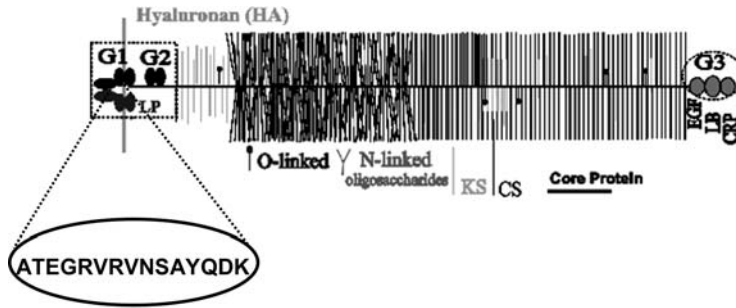 Hyaluronan (HA)
G1 G2 G3
LP
EGF
LB
CRP
O-linked N-linked
oligosaccharides
KS CS
Core Protein
ATEGRVRVNSAYQDK